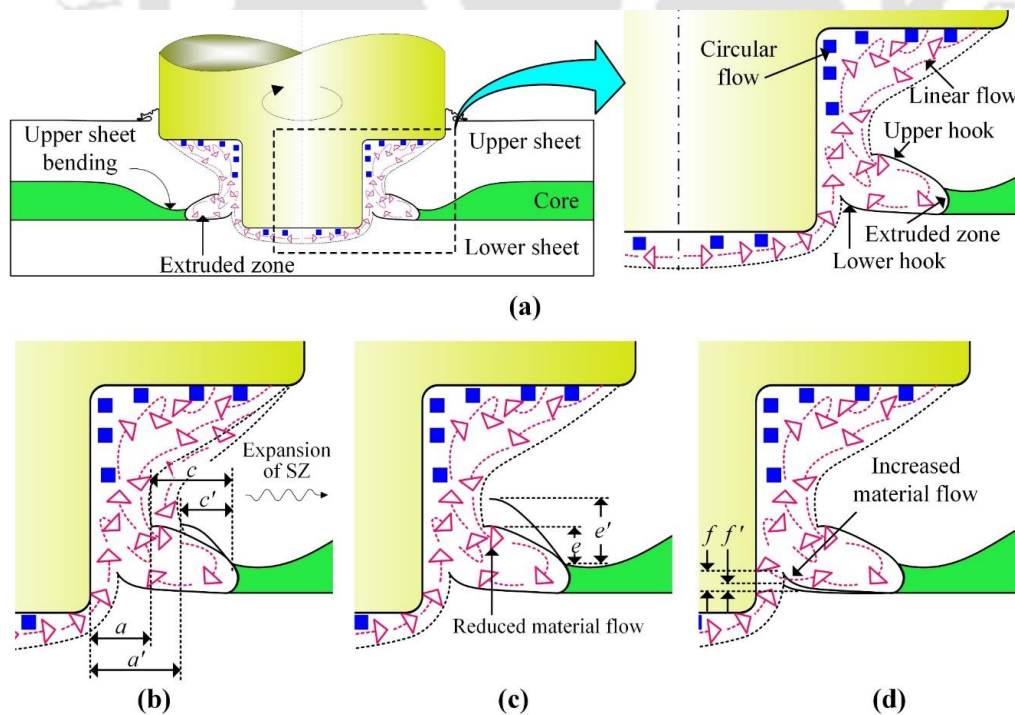 Upper sheet
bending
Upper sheet
Core
Lower sheet
Extruded zone
Circular
flow
Linear flow
Upper hook
Extruded zone
Lower hook
(a)
Expansion
of SZ
c
c'
a
a'
(b)
e
e'
Reduced material flow
(c)
Increased
material flow
f f'
(d)